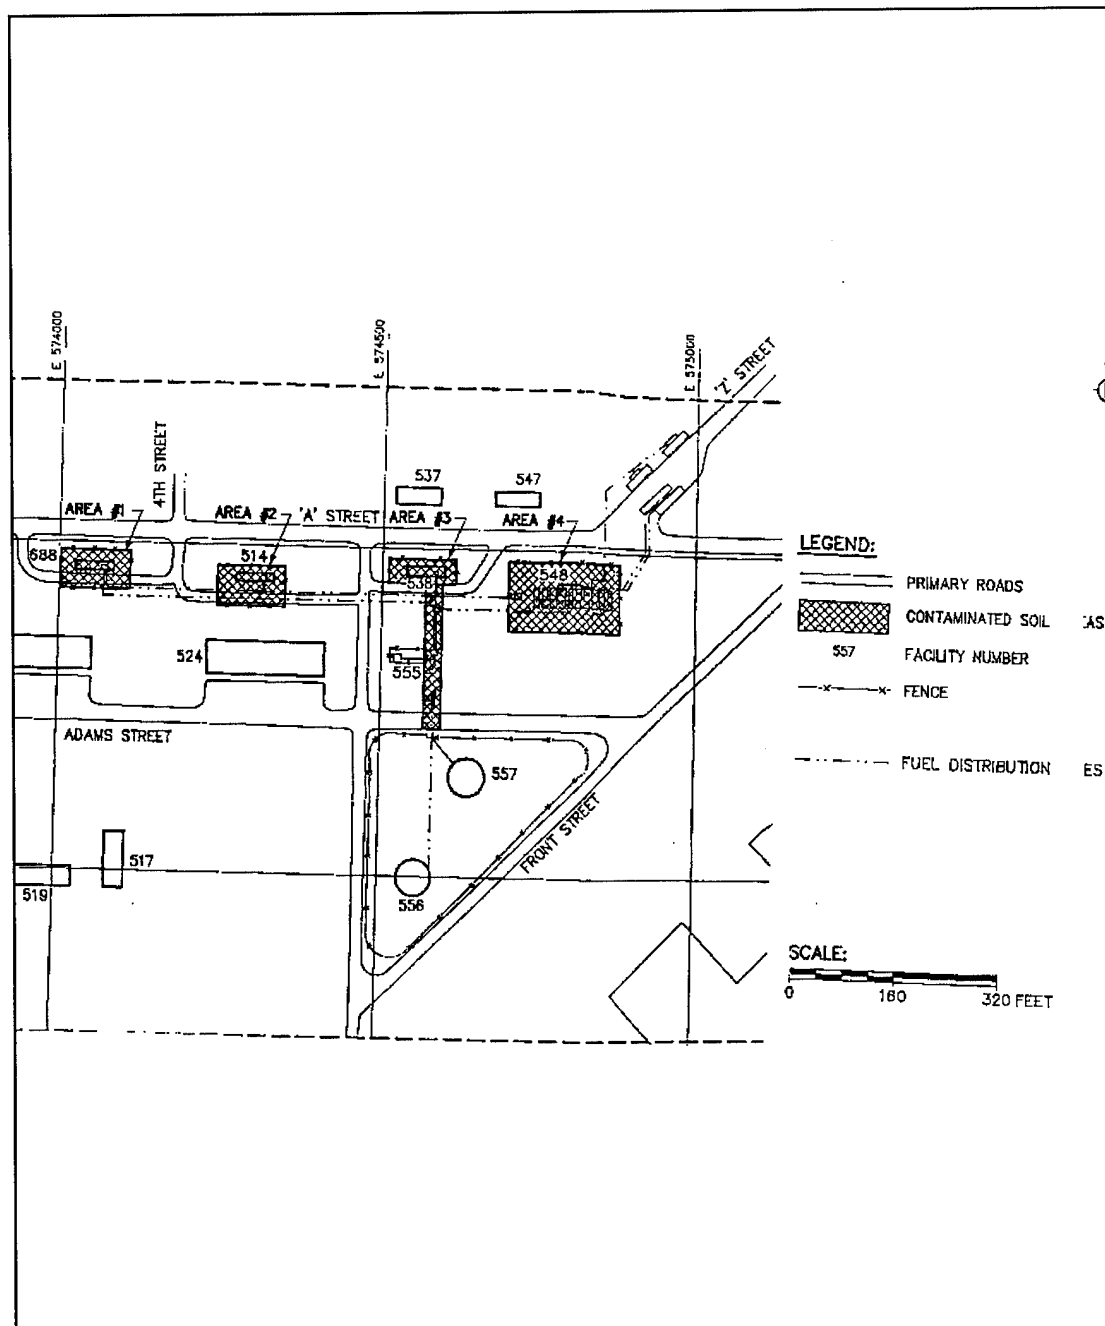 E 574000
E 574500
E 575000
'Z' STREET
4TH STREET
537
547
AREA #1
AREA #2
'A' STREET
AREA #3
AREA #4
688
514
538
548
LEGEND:
PRIMARY ROADS
CONTAMINATED SOIL EAS
557 FACILITY NUMBER
FENCE
FUEL DISTRIBUTION ES
524
555
ADAMS STREET
557
FRONT STREET
517
519
556
SCALE:
0 160 320 FEET